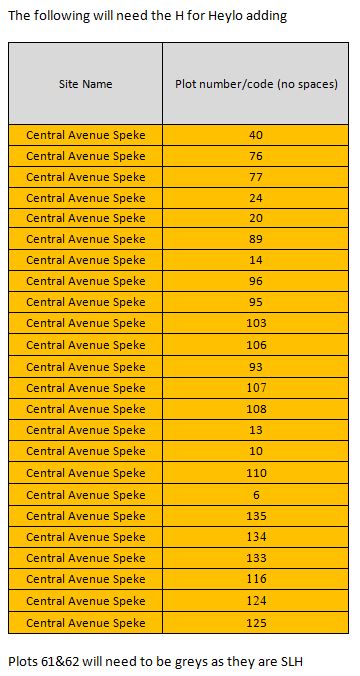 The following will need the H for Heylo adding
Site Name Plot number/code (no spaces)
Central Avenue Speke 40
Central Avenue Speke 76
Central Avenue Speke 77
Central Avenue Speke 24
Central Avenue Speke 20
Central Avenue Speke 89
Central Avenue Speke 14
Central Avenue Speke 96
Central Avenue Speke 95
Central Avenue Speke 103
Central Avenue Speke 106
Central Avenue Speke 93
Central Avenue Speke 107
Central Avenue Speke 108
Central Avenue Speke 13
Central Avenue Speke 10
Central Avenue Speke 110
Central Avenue Speke 6
Central Avenue Speke 135
Central Avenue Speke 134
Central Avenue Speke 133
Central Avenue Speke 116
Central Avenue Speke 124
Central Avenue Speke 125
Plots 61&62 will need to be greys as they are SLH